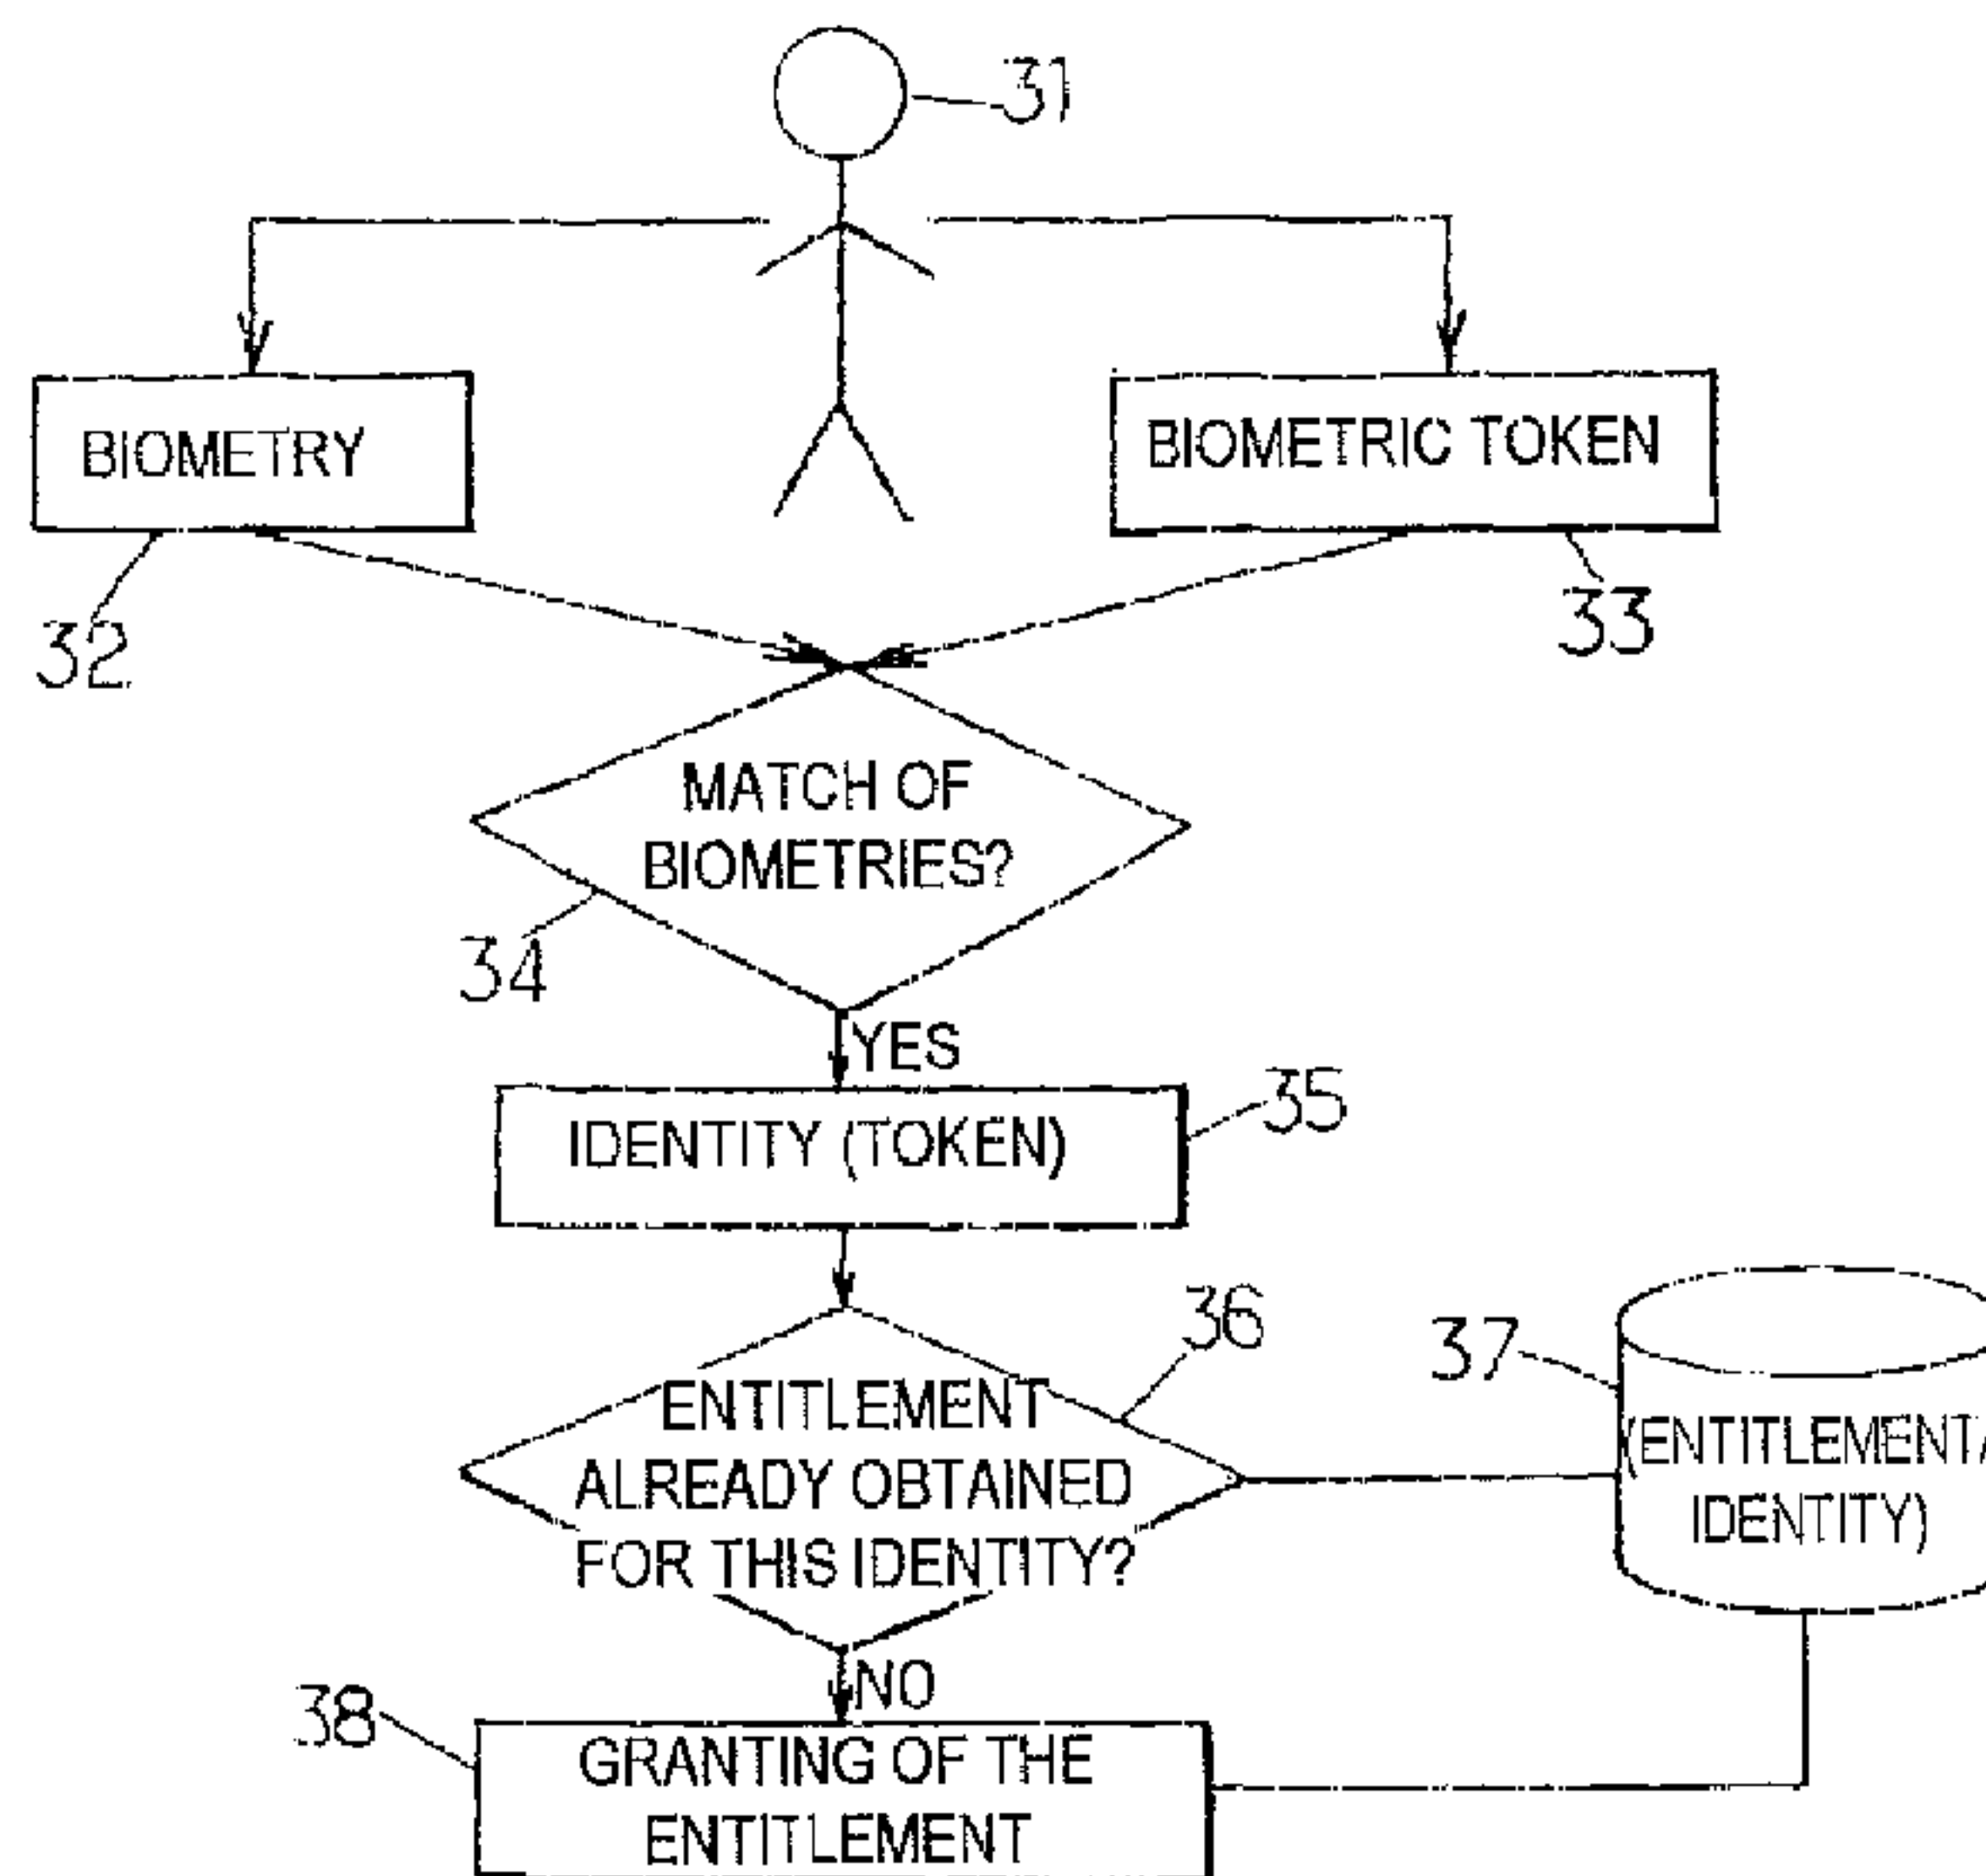 31
BIOMETRY
BIOMETRIC TOKEN
32
33
MATCH OF
BIOMETRIES?
34
YES
IDENTITY (TOKEN)
35
36
37
ENTITLEMENT
ALREADY OBTAINED
FOR THIS IDENTITY?
(ENTITLEMENT/
IDENTITY)
NO
38
GRANTING OF THE
ENTITLEMENT